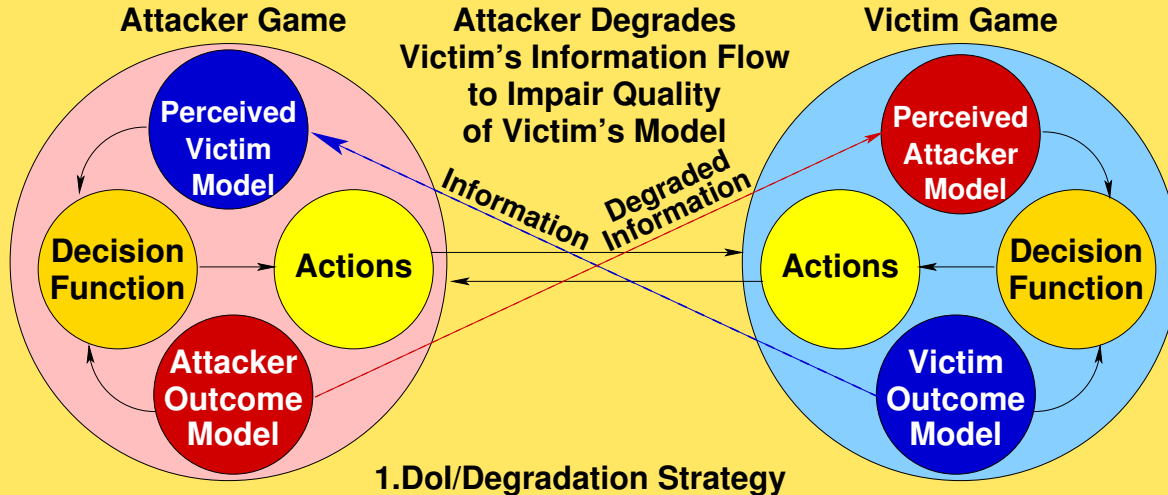 Attacker Game
Attacker Degrades
Victim's Information Flow
to Impair Quality
of Victim's Model
Victim Game
Perceived
Victim
Model
Decision
Function
Actions
Attacker
Outcome
Model
Information
Degraded
Information
Perceived
Attacker
Model
Actions
Decision
Function
Victim
Outcome
Model
1.DoI/Degradation Strategy